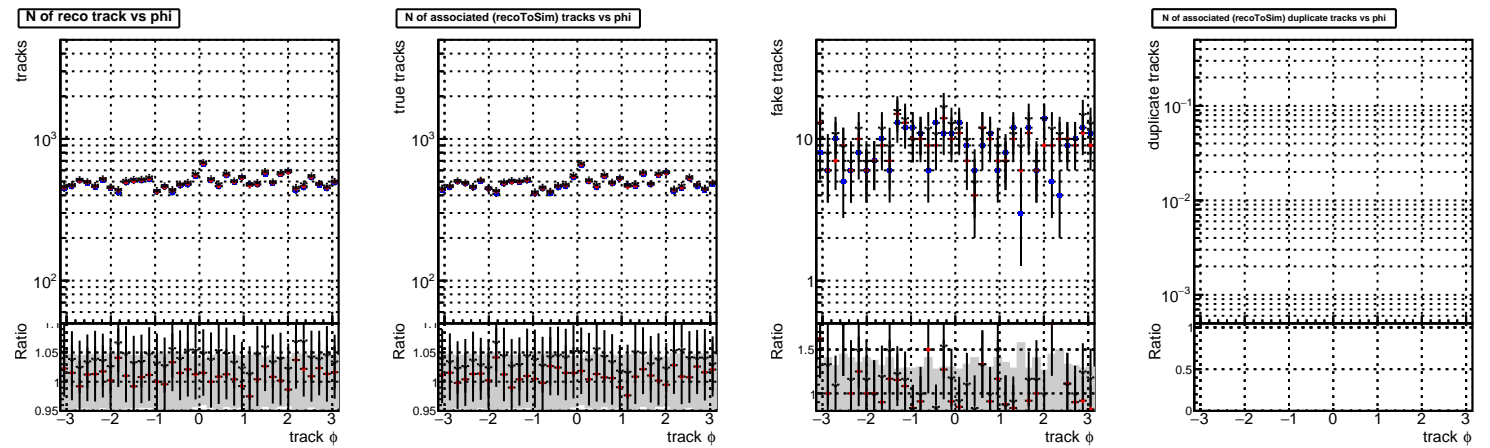 N of reco track vs phi
tracks
10³
10²
Ratio
1.1
1.05
1
0.95
−3 −2 −1 0 1 2 3
track ϕ
N of associated (recoToSim) tracks vs phi
true tracks
10³
10²
Ratio
1.1
1.05
1
0.95
−3 −2 −1 0 1 2 3
track ϕ
fake tracks
10
1
Ratio
1.5
1
−3 −2 −1 0 1 2 3
track ϕ
N of associated (recoToSim) duplicate tracks vs phi
duplicate tracks
10⁻¹
10⁻²
10⁻³
Ratio
1
0.5
0
−3 −2 −1 0 1 2 3
track ϕ